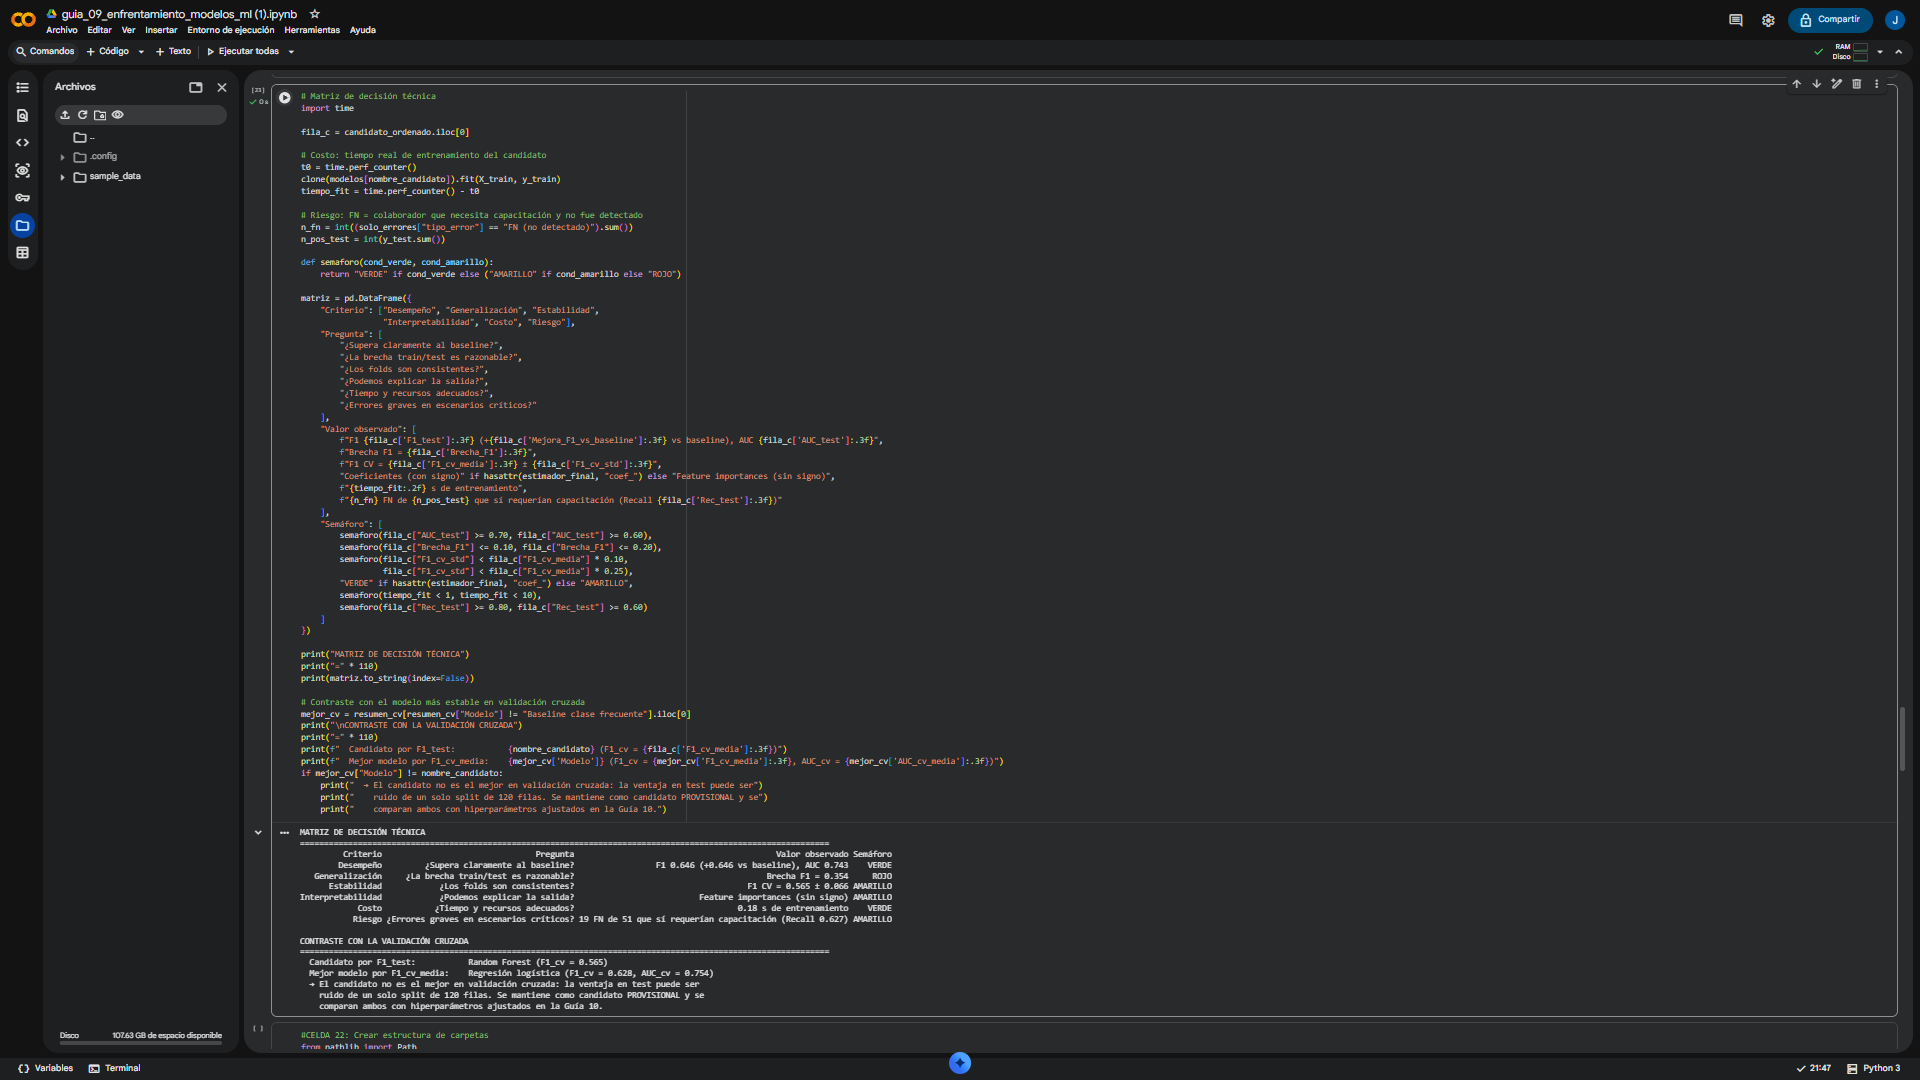 guia_09_enfrentamiento_modelos_ml (1).ipynb
Archivo Editar Ver Insertar Entorno de ejecución Herramientas Ayuda
Compartir
J
Comandos + Código + Texto Ejecutar todas
RAM
Disco
Archivos
..
.config
sample_data
[23]
0 s
# Matriz de decisión técnica
import time
fila_c = candidato_ordenado.iloc[0]
# Costo: tiempo real de entrenamiento del candidato
t0 = time.perf_counter()
clone(modelos[nombre_candidato]).fit(X_train, y_train)
tiempo_fit = time.perf_counter() - t0
# Riesgo: FN = colaborador que necesita capacitación y no fue detectado
n_fn = int((solo_errores["tipo_error"] == "FN (no detectado)").sum())
n_pos_test = int(y_test.sum())
def semaforo(cond_verde, cond_amarillo):
    return "VERDE" if cond_verde else ("AMARILLO" if cond_amarillo else "ROJO")
matriz = pd.DataFrame({
    "Criterio": ["Desempeño", "Generalización", "Estabilidad",
                 "Interpretabilidad", "Costo", "Riesgo"],
    "Pregunta": [
        "¿Supera claramente al baseline?",
        "¿La brecha train/test es razonable?",
        "¿Los folds son consistentes?",
        "¿Podemos explicar la salida?",
        "¿Tiempo y recursos adecuados?",
        "¿Errores graves en escenarios críticos?"
    ],
    "Valor observado": [
        f"F1 {fila_c['F1_test']:.3f} (+{fila_c['Mejora_F1_vs_baseline']:.3f} vs baseline), AUC {fila_c['AUC_test']:.3f}",
        f"Brecha F1 = {fila_c['Brecha_F1']:.3f}",
        f"F1 CV = {fila_c['F1_cv_media']:.3f} ± {fila_c['F1_cv_std']:.3f}",
        "Coeficientes (con signo)" if hasattr(estimador_final, "coef_") else "Feature importances (sin signo)",
        f"{tiempo_fit:.2f} s de entrenamiento",
        f"{n_fn} FN de {n_pos_test} que sí requerían capacitación (Recall {fila_c['Rec_test']:.3f})"
    ],
    "Semáforo": [
        semaforo(fila_c["AUC_test"] >= 0.70, fila_c["AUC_test"] >= 0.60),
        semaforo(fila_c["Brecha_F1"] <= 0.10, fila_c["Brecha_F1"] <= 0.20),
        semaforo(fila_c["F1_cv_std"] < fila_c["F1_cv_media"] * 0.10,
                 fila_c["F1_cv_std"] < fila_c["F1_cv_media"] * 0.25),
        "VERDE" if hasattr(estimador_final, "coef_") else "AMARILLO",
        semaforo(tiempo_fit < 1, tiempo_fit < 10),
        semaforo(fila_c["Rec_test"] >= 0.80, fila_c["Rec_test"] >= 0.60)
    ]
})
print("MATRIZ DE DECISIÓN TÉCNICA")
print("=" * 110)
print(matriz.to_string(index=False))
# Contraste con el modelo más estable en validación cruzada
mejor_cv = resumen_cv[resumen_cv["Modelo"] != "Baseline clase frecuente"].iloc[0]
print("\nCONTRASTE CON LA VALIDACIÓN CRUZADA")
print("=" * 110)
print(f"  Candidato por F1_test:           {nombre_candidato} (F1_cv = {fila_c['F1_cv_media']:.3f})")
print(f"  Mejor modelo por F1_cv_media:    {mejor_cv['Modelo']} (F1_cv = {mejor_cv['F1_cv_media']:.3f}, AUC_cv = {mejor_cv['AUC_cv_media']:.3f})")
if mejor_cv["Modelo"] != nombre_candidato:
    print("  → El candidato no es el mejor en validación cruzada: la ventaja en test puede ser")
    print("    ruido de un solo split de 120 filas. Se mantiene como candidato PROVISIONAL y se")
    print("    comparan ambos con hiperparámetros ajustados en la Guía 10.")
MATRIZ DE DECISIÓN TÉCNICA
==============================================================================================================
Criterio Pregunta Valor observado Semáforo
Desempeño ¿Supera claramente al baseline? F1 0.646 (+0.646 vs baseline), AUC 0.743 VERDE
Generalización ¿La brecha train/test es razonable? Brecha F1 = 0.354 ROJO
Estabilidad ¿Los folds son consistentes? F1 CV = 0.565 ± 0.066 AMARILLO
Interpretabilidad ¿Podemos explicar la salida? Feature importances (sin signo) AMARILLO
Costo ¿Tiempo y recursos adecuados? 0.18 s de entrenamiento VERDE
Riesgo ¿Errores graves en escenarios críticos? 19 FN de 51 que sí requerían capacitación (Recall 0.627) AMARILLO
CONTRASTE CON LA VALIDACIÓN CRUZADA
==============================================================================================================
  Candidato por F1_test:           Random Forest (F1_cv = 0.565)
  Mejor modelo por F1_cv_media:    Regresión logística (F1_cv = 0.628, AUC_cv = 0.754)
  → El candidato no es el mejor en validación cruzada: la ventaja en test puede ser
    ruido de un solo split de 120 filas. Se mantiene como candidato PROVISIONAL y se
    comparan ambos con hiperparámetros ajustados en la Guía 10.
[ ]
#CELDA 22: Crear estructura de carpetas
from pathlib import Path
Disco 107.63 GB de espacio disponible
Variables Terminal
21:47 Python 3